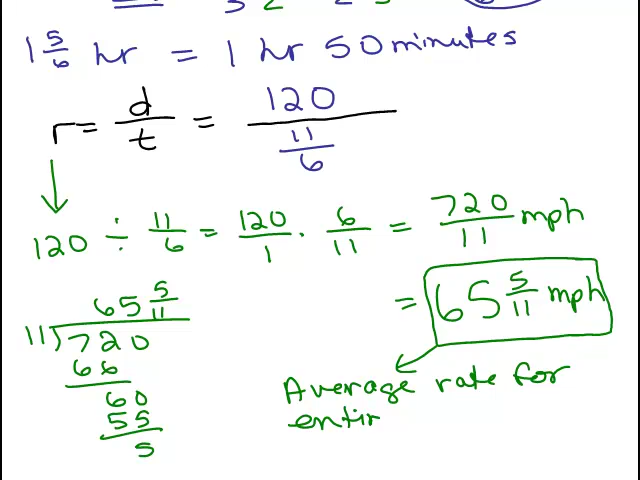 1 5/6 hr = 1 hr 50 minutes
r = d/t = 120 / (11/6)
120 ÷ 11/6 = 120/1 · 6/11 = 720/11 mph
= 65 5/11 mph
65 5/11
11)720
66
60
55
5
Average rate for
entir